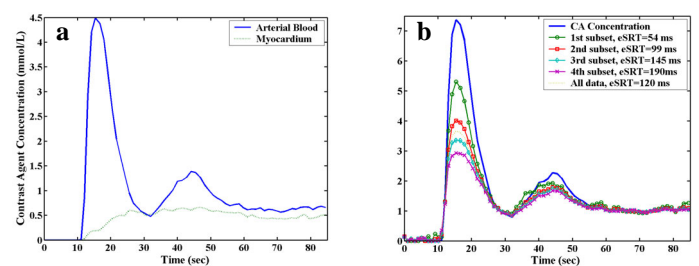 a
Arterial Blood
Myocardium
Contrast Agent Concentration (mmol/L)
4.5
4
3.5
3
2.5
2
1.5
1
0.5
0
0 10 20 30 40 50 60 70 80
Time (sec)
b
CA Concentration
1st subset, eSRT=54 ms
2nd subset, eSRT=99 ms
3rd subset, eSRT=145 ms
4th subset, eSRT=190ms
All data, eSRT=120 ms
7
6
5
4
3
2
1
0
0 10 20 30 40 50 60 70 80
Time (sec)